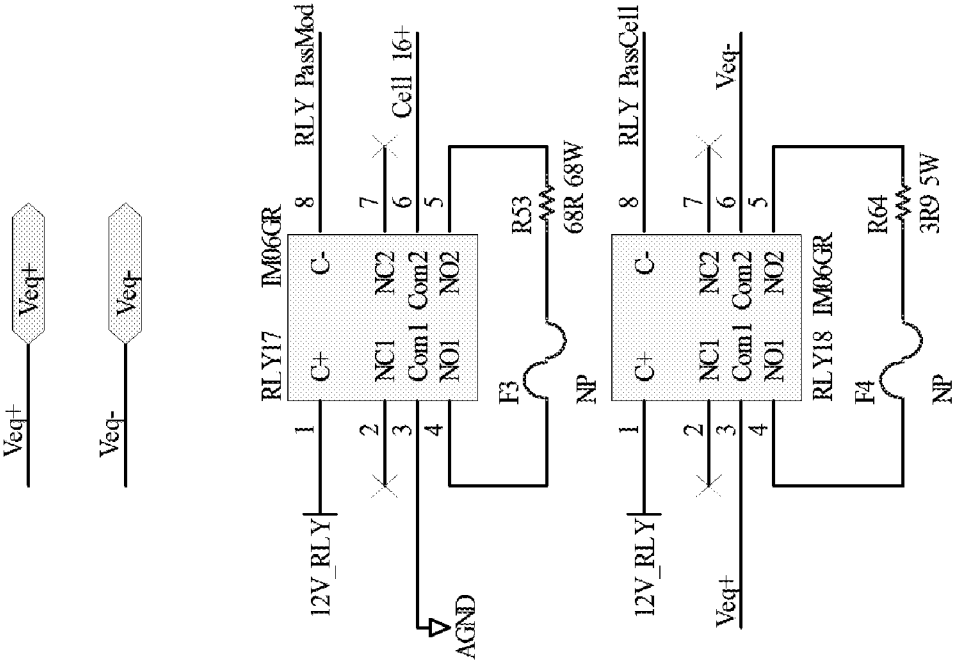 Veq+
Veq+
Veq-
Veq-
RLY PassMod
Cell 16+
8
7
6
5
IM06GR
RLY17
C-
NC2
Com2
NO2
C+
NC1
Com1
NO1
1
2
3
4
12V_RLY
AGND
R53
68R 68W
F3
NP
RLY PassCell
Veq-
8
7
6
5
C-
NC2
Com2
NO2
C+
NC1
Com1
NO1
RLY18 IM06GR
1
2
3
4
12V_RLY
Veq+
R64
3R9 5W
F4
NP